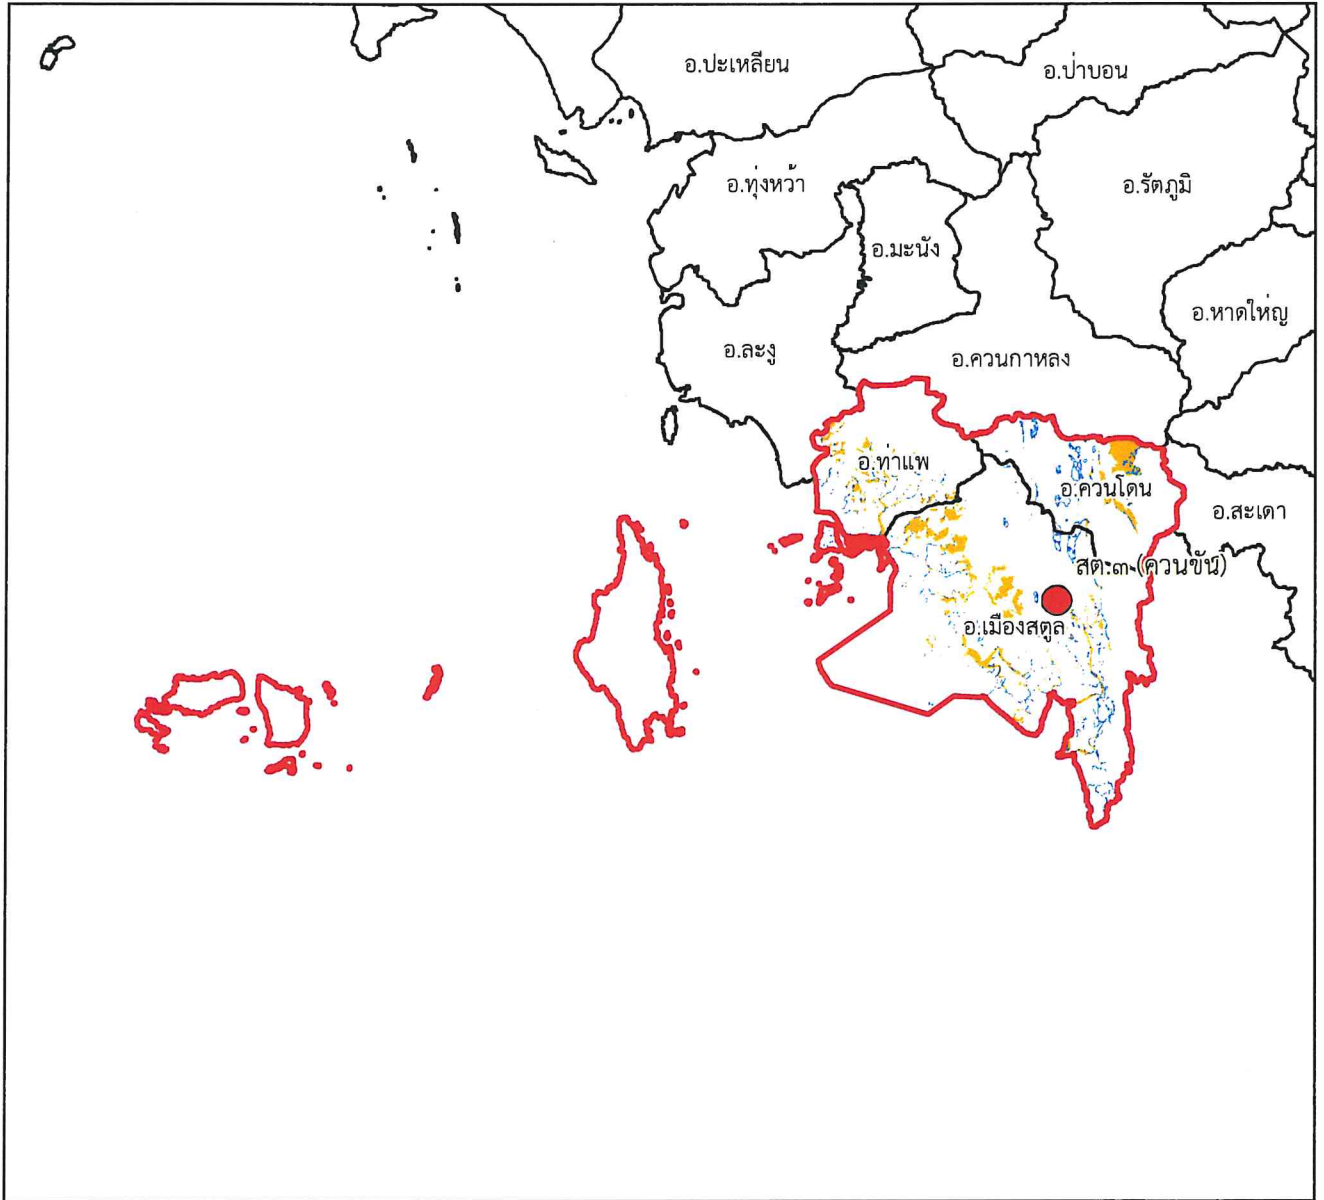 อ.ปะเหลียน
อ.ป่าบอน
อ.ทุ่งหว้า
อ.รัตภูมิ
อ.มะนัง
อ.หาดใหญ่
อ.ละงู
อ.ควนกาหลง
อ.ท่าแพ
อ.ควนโดน
อ.สะเดา
สต.๓ (ควนขัน)
อ.เมืองสตูล